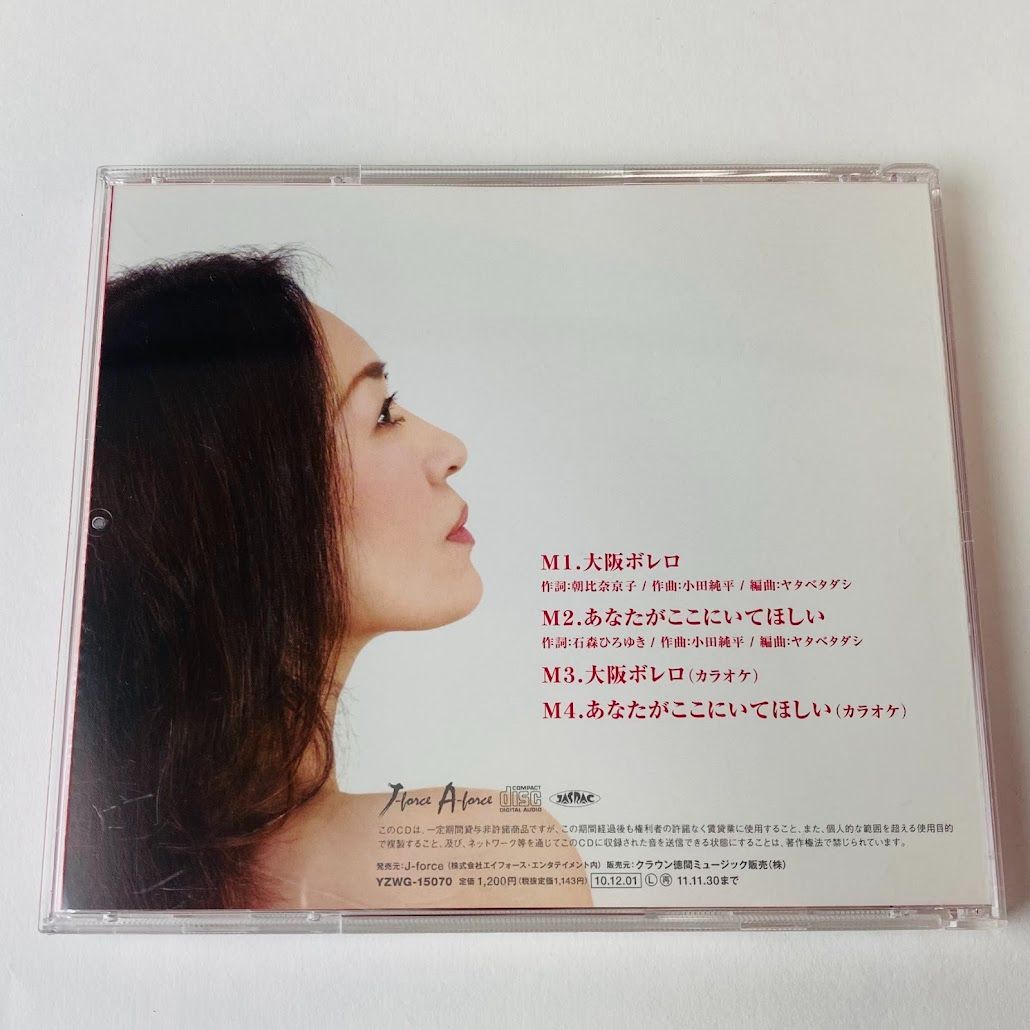 M1.大阪ボレロ
作詞:朝比奈京子 / 作曲:小田純平 / 編曲:ヤタベタダシ
M2.あなたがここにいてほしい
作詞:石森ひろゆき / 作曲:小田純平 / 編曲:ヤタベタダシ
M3.大阪ボレロ(カラオケ)
M4.あなたがここにいてほしい(カラオケ)
J-force A-force COMPACT disc DIGITAL AUDIO JASRAC
このCDは、一定期間貸与非許諾商品ですが、この期間経過後も権利者の許諾なく賃貸業に使用すること、また、個人的な範囲を超える使用目的
で複製すること、及び、ネットワーク等を通じてこのCDに収録された音を送信できる状態にすることは、著作権法で禁じられています。
発売元:J-force (株式会社エイフォース・エンタテイメント内) 販売元:クラウン徳間ミュージック販売(株)
YZWG-15070 定価 1,200円(税抜定価1,143円) 10.12.01 Ⓛ ㊞ 11.11.30まで